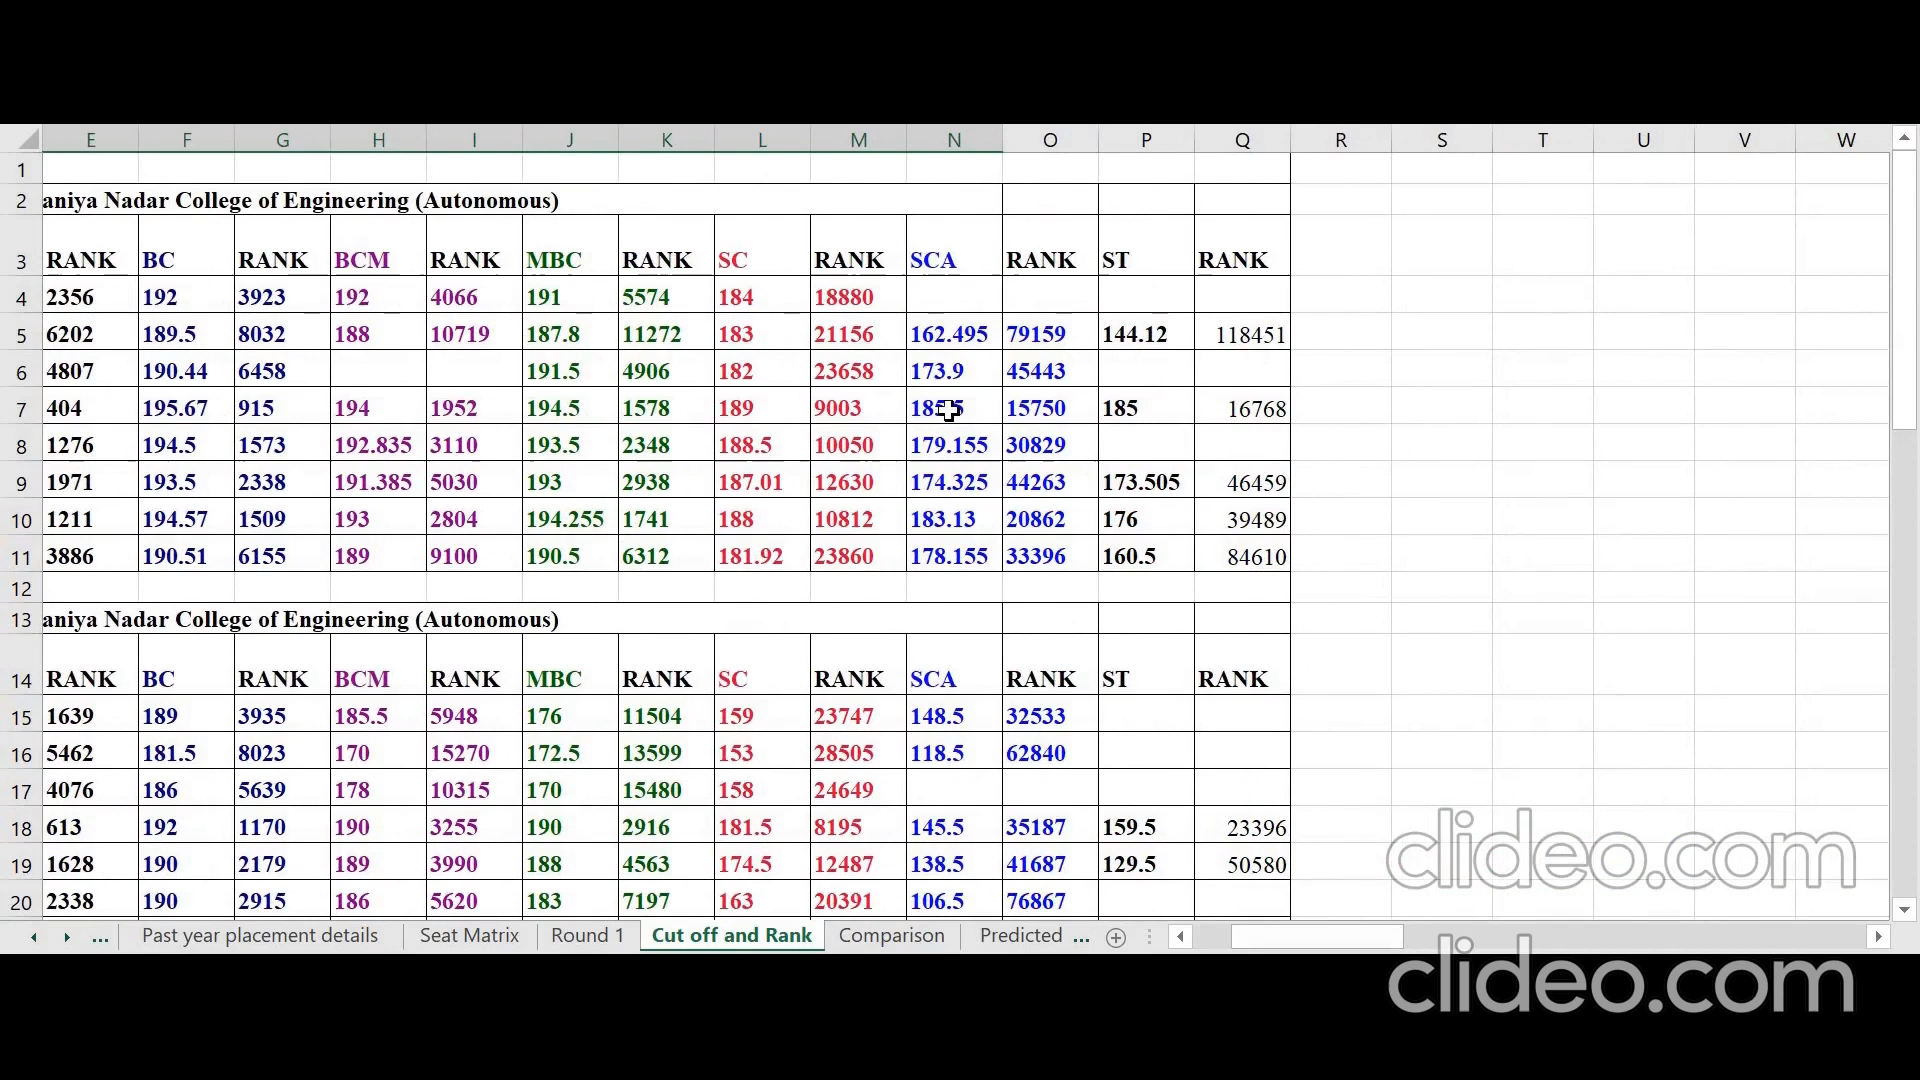 E F G H I J K L M N O P Q R S T U V W
1
2 aniya Nadar College of Engineering (Autonomous)
3 RANK BC RANK BCM RANK MBC RANK SC RANK SCA RANK ST RANK
4 2356 192 3923 192 4066 191 5574 184 18880
5 6202 189.5 8032 188 10719 187.8 11272 183 21156 162.495 79159 144.12 118451
6 4807 190.44 6458 191.5 4906 182 23658 173.9 45443
7 404 195.67 915 194 1952 194.5 1578 189 9003 15750 185 16768
8 1276 194.5 1573 192.835 3110 193.5 2348 188.5 10050 179.155 30829
9 1971 193.5 2338 191.385 5030 193 2938 187.01 12630 174.325 44263 173.505 46459
10 1211 194.57 1509 193 2804 194.255 1741 188 10812 183.13 20862 176 39489
11 3886 190.51 6155 189 9100 190.5 6312 181.92 23860 178.155 33396 160.5 84610
12
13 aniya Nadar College of Engineering (Autonomous)
14 RANK BC RANK BCM RANK MBC RANK SC RANK SCA RANK ST RANK
15 1639 189 3935 185.5 5948 176 11504 159 23747 148.5 32533
16 5462 181.5 8023 170 15270 172.5 13599 153 28505 118.5 62840
17 4076 186 5639 178 10315 170 15480 158 24649
18 613 192 1170 190 3255 190 2916 181.5 8195 145.5 35187 159.5 23396
19 1628 190 2179 189 3990 188 4563 174.5 12487 138.5 41687 129.5 50580
20 2338 190 2915 186 5620 183 7197 163 20391 106.5 76867
... Past year placement details Seat Matrix Round 1 Cut off and Rank Comparison Predicted ...
clideo.com
clideo.com